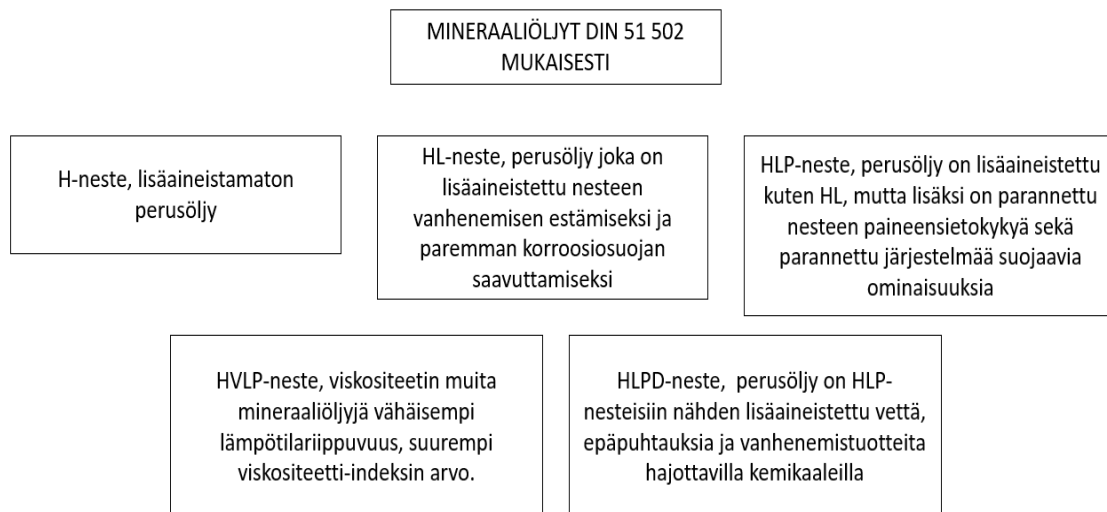 MINERAALIÖLJYT DIN 51 502
MUKAISESTI
H-neste, lisäaineistamaton
perusöljy
HL-neste, perusöljy joka on
lisäaineistettu nesteen
vanhenemisen estämiseksi ja
paremman korroosiosuojan
saavuttamiseksi
HLP-neste, perusöljy on lisäaineistettu
kuten HL, mutta lisäksi on parannettu
nesteen paineensietokykyä sekä
parannettu järjestelmää suojaavia
ominaisuuksia
HVLP-neste, viskositeetin muita
mineraaliöljyjä vähäisempi
lämpötilariippuvuus, suurempi
viskositeetti-indeksin arvo.
HLPD-neste, perusöljy on HLP-
nesteisiin nähden lisäaineistettu vettä,
epäpuhtauksia ja vanhenemistuotteita
hajottavilla kemikaaleilla